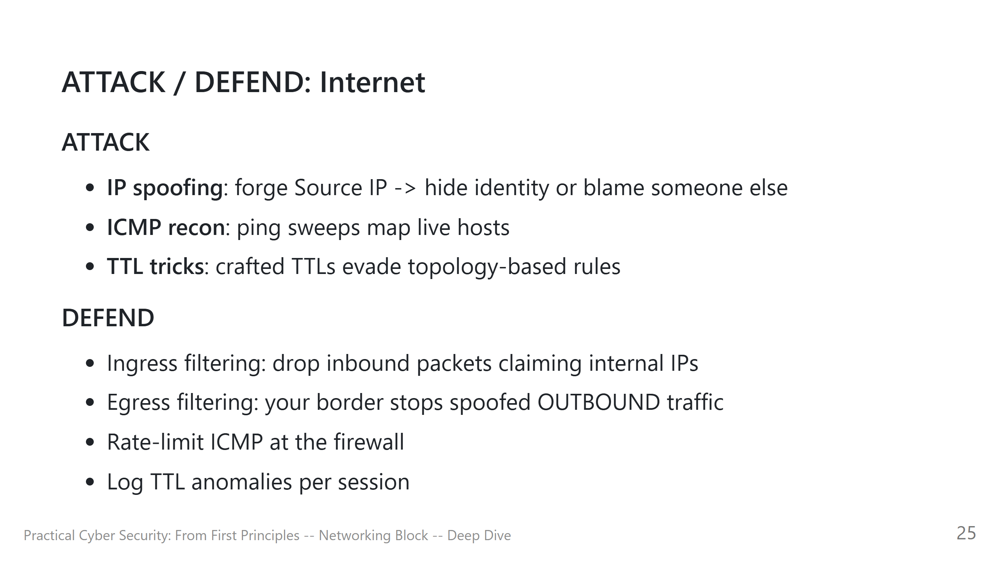 ATTACK / DEFEND: Internet
ATTACK
• IP spoofing: forge Source IP -> hide identity or blame someone else
• ICMP recon: ping sweeps map live hosts
• TTL tricks: crafted TTLs evade topology-based rules
DEFEND
• Ingress filtering: drop inbound packets claiming internal IPs
• Egress filtering: your border stops spoofed OUTBOUND traffic
• Rate-limit ICMP at the firewall
• Log TTL anomalies per session
Practical Cyber Security: From First Principles -- Networking Block -- Deep Dive
25